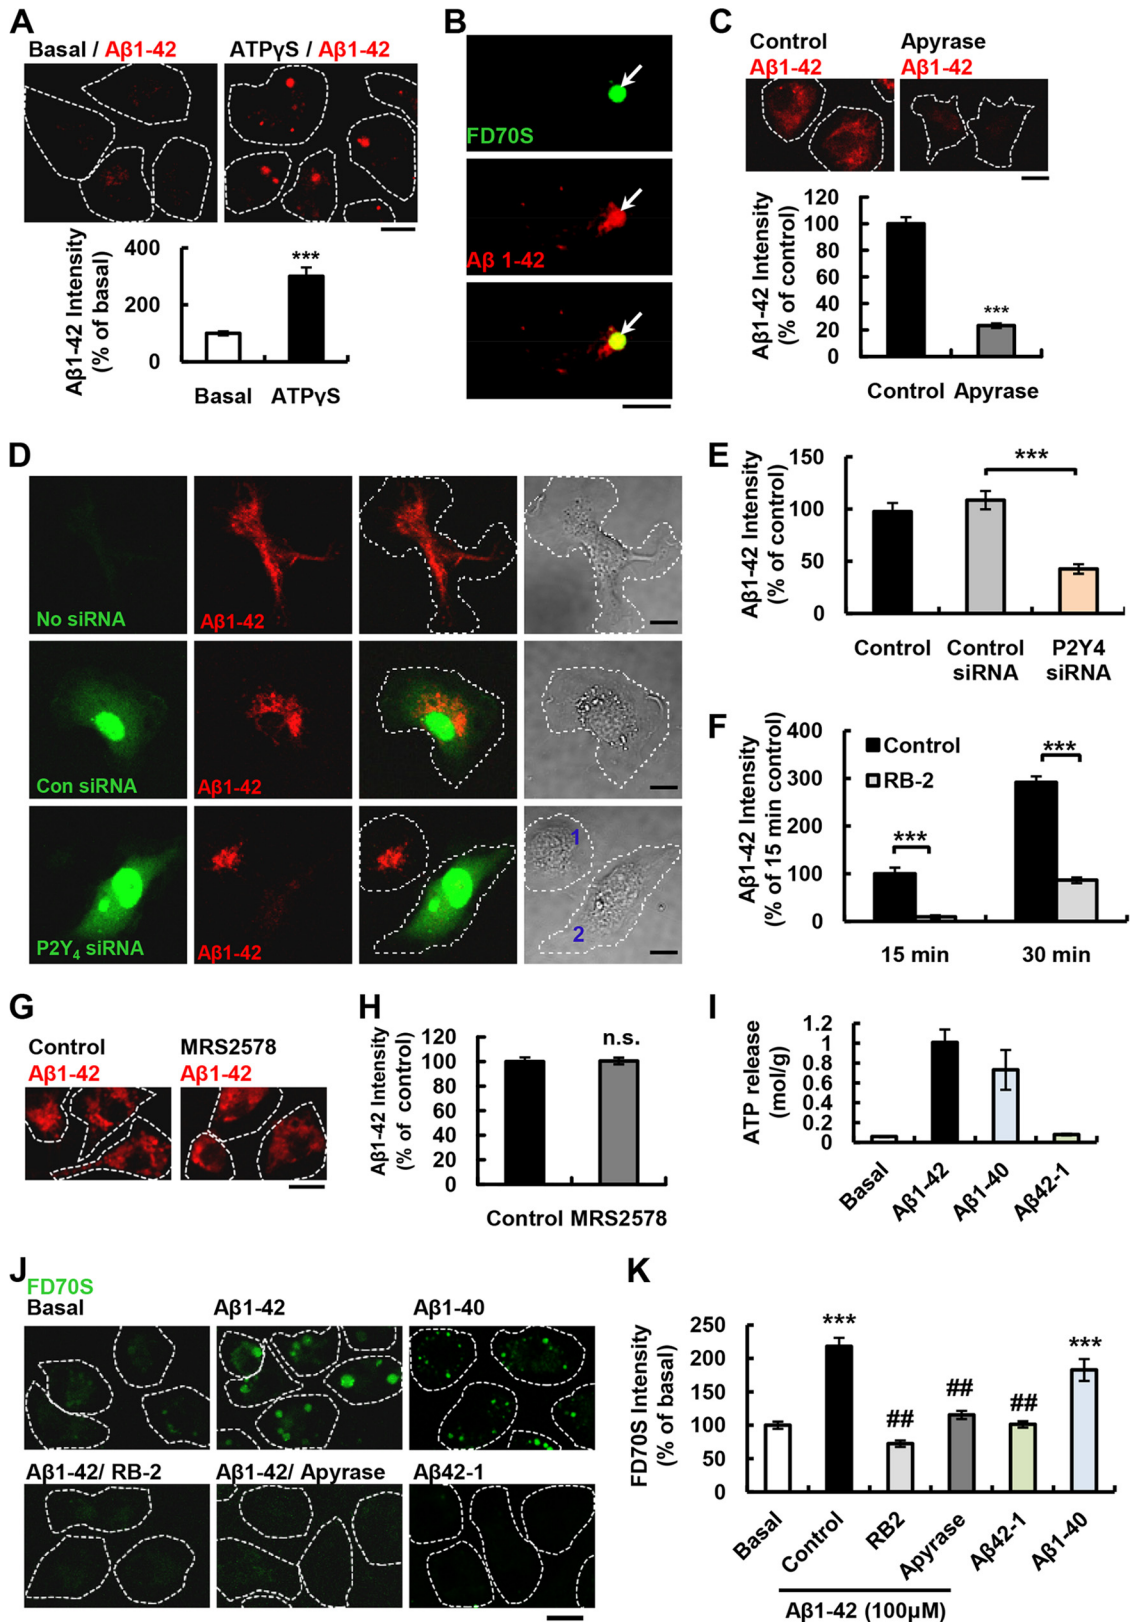 A
Basal / Aβ1-42
ATPγS / Aβ1-42
Aβ1-42 Intensity
(% of basal)
400
200
0
***
Basal
ATPγS
B
FD70S
Aβ 1-42
C
Control
Aβ1-42
Apyrase
Aβ1-42
Aβ1-42 Intensity
(% of control)
120
100
80
60
40
20
0
***
Control
Apyrase
D
No siRNA
Aβ1-42
Con siRNA
Aβ1-42
P2Y4 siRNA
Aβ1-42
1
2
E
Aβ1-42 Intensity
(% of control)
150
100
50
0
***
Control
Control
siRNA
P2Y4
siRNA
F
Aβ1-42 Intensity
(% of 15 min control)
400
300
200
100
0
Control
RB-2
***
***
15 min
30 min
G
Control
Aβ1-42
MRS2578
Aβ1-42
H
Aβ1-42 Intensity
(% of control)
120
100
80
60
40
20
0
n.s.
Control MRS2578
I
ATP release
(mol/g)
1.2
1
0.8
0.6
0.4
0.2
0
Basal
Aβ1-42
Aβ1-40
Aβ42-1
J
FD70S
Basal
Aβ1-42
Aβ1-40
Aβ1-42/ RB-2
Aβ1-42/ Apyrase
Aβ42-1
K
FD70S Intensity
(% of basal)
250
200
150
100
50
0
***
##
##
##
***
Basal
Control
RB2
Apyrase
Aβ42-1
Aβ1-40
Aβ1-42 (100μM)